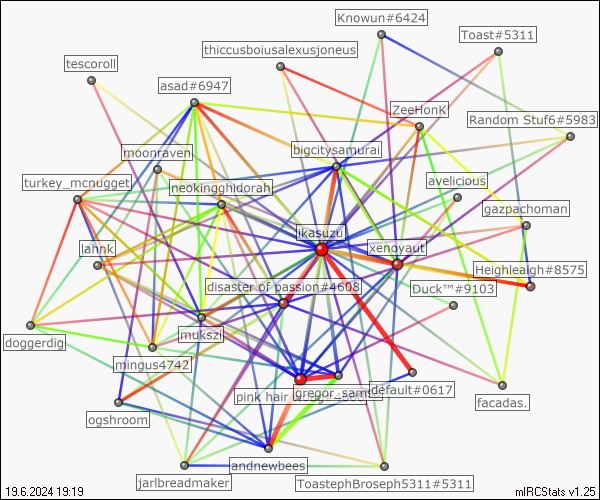 Knowun#6424
Toast#5311
thiccusboiusalexusjoneus
tescoroll
asad#6947
ZeeHonK
Random Stuf6#5983
moonraven
bigcitysamurai
turkey_mcnugget
neokingghidorah
avelicious
gazpachoman
ikasuzu
lahnk
xenoyaut
Heighleaigh#8575
disaster of passion#4608
Duck™#9103
mukszi
doggerdig
mingus4742
default#0617
pink hair
gregor_sam
facadas.
ogshroom
andnewbees
jarlbreadmaker
ToastephBroseph5311#5311
19.6.2024 19:19
mIRCStats v1.25